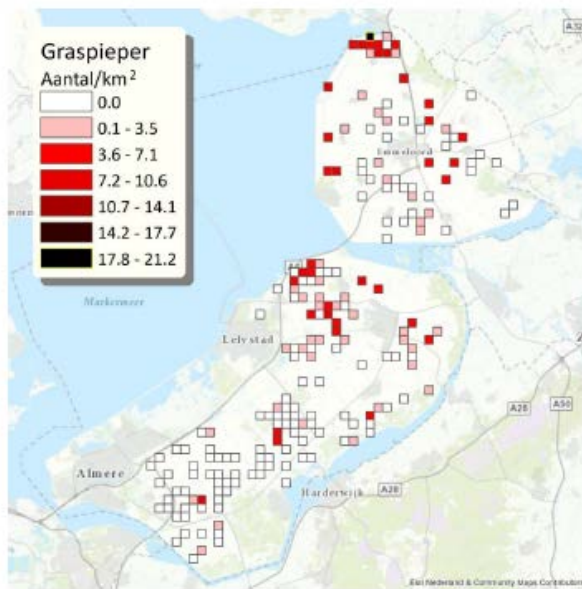 Graspieper
Aantal/km²
0.0
0.1 - 3.5
3.6 - 7.1
7.2 - 10.6
10.7 - 14.1
14.2 - 17.7
17.8 - 21.2
A32
Emmeloord
A6
Markermeer
Lelystad
A28
A50
Almere
Harderwijk
A28
Esri Nederland & Community Maps Contributors